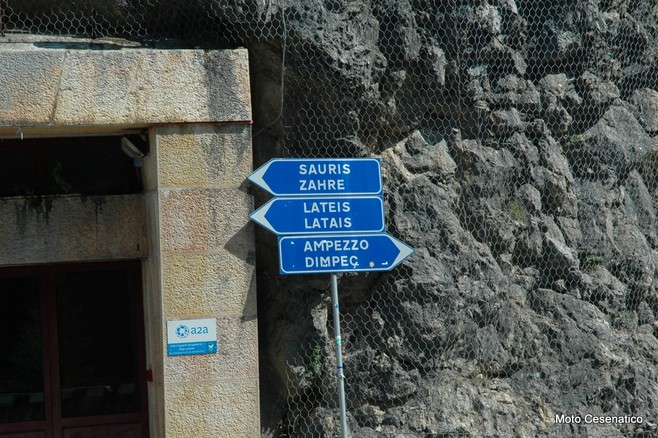 SAURIS
ZAHRE
LATEIS
LATAIS
AMPEZZO
DIMPEÇ
a2a
Moto Cesenatico